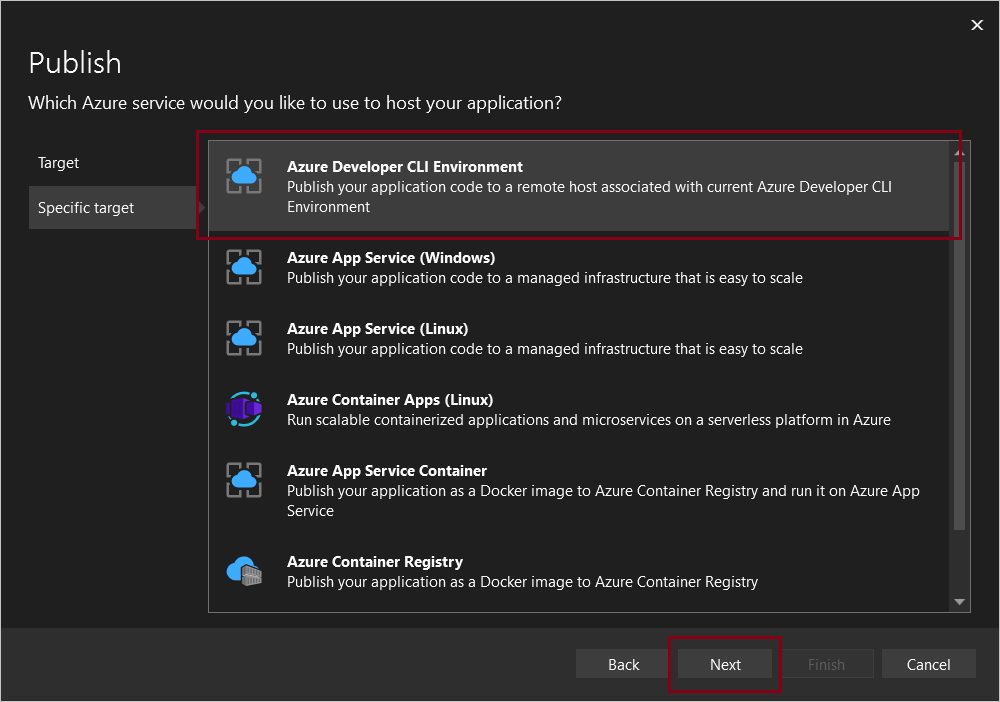 Publish
Which Azure service would you like to use to host your application?
Target
Specific target
Azure Developer CLI Environment
Publish your application code to a remote host associated with current Azure Developer CLI
Environment
Azure App Service (Windows)
Publish your application code to a managed infrastructure that is easy to scale
Azure App Service (Linux)
Publish your application code to a managed infrastructure that is easy to scale
Azure Container Apps (Linux)
Run scalable containerized applications and microservices on a serverless platform in Azure
Azure App Service Container
Publish your application as a Docker image to Azure Container Registry and run it on Azure App
Service
Azure Container Registry
Publish your application as a Docker image to Azure Container Registry
Back
Next
Finish
Cancel